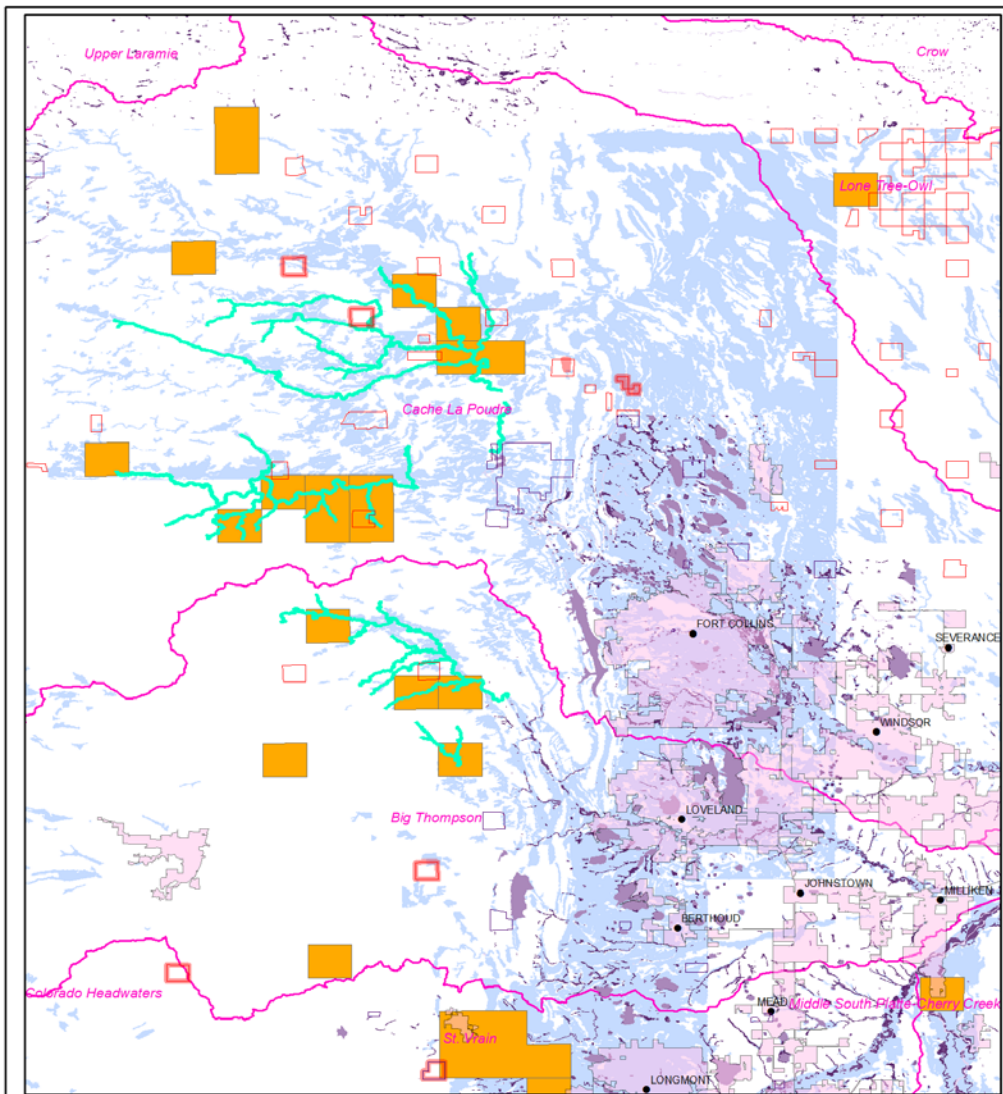 Upper Laramie
Crow
Lone Tree-Owl
Cache La Poudre
FORT COLLINS
SEVERANCE
WINDSOR
LOVELAND
Big Thompson
JOHNSTOWN
MILLIKEN
BERTHOUD
Colorado Headwaters
MEAD
Middle South Platte-Cherry Creek
St. Vrain
LONGMONT